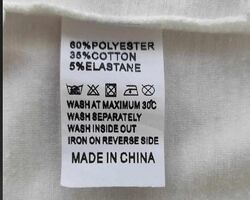 60%POLYESTER
35%COTTON
5%ELASTANE
WASH AT MAXIMUM 30C
WASH SEPARATELY
WASH INSIDE OUT
IRON ON REVERSE SIDE
MADE IN CHINA